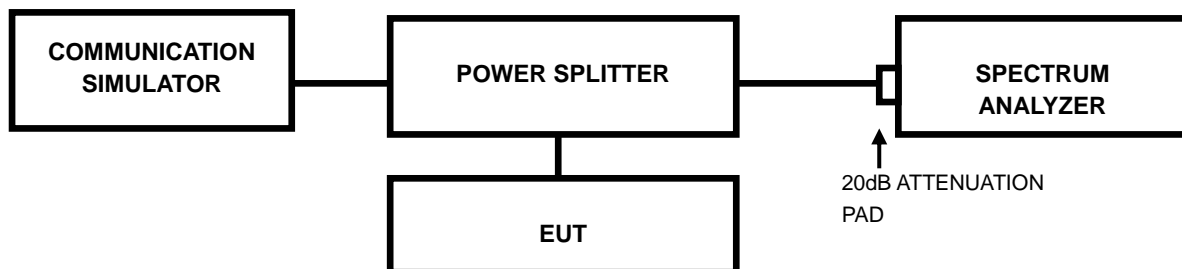 COMMUNICATION
SIMULATOR
POWER SPLITTER
SPECTRUM
ANALYZER
20dB ATTENUATION
PAD
EUT